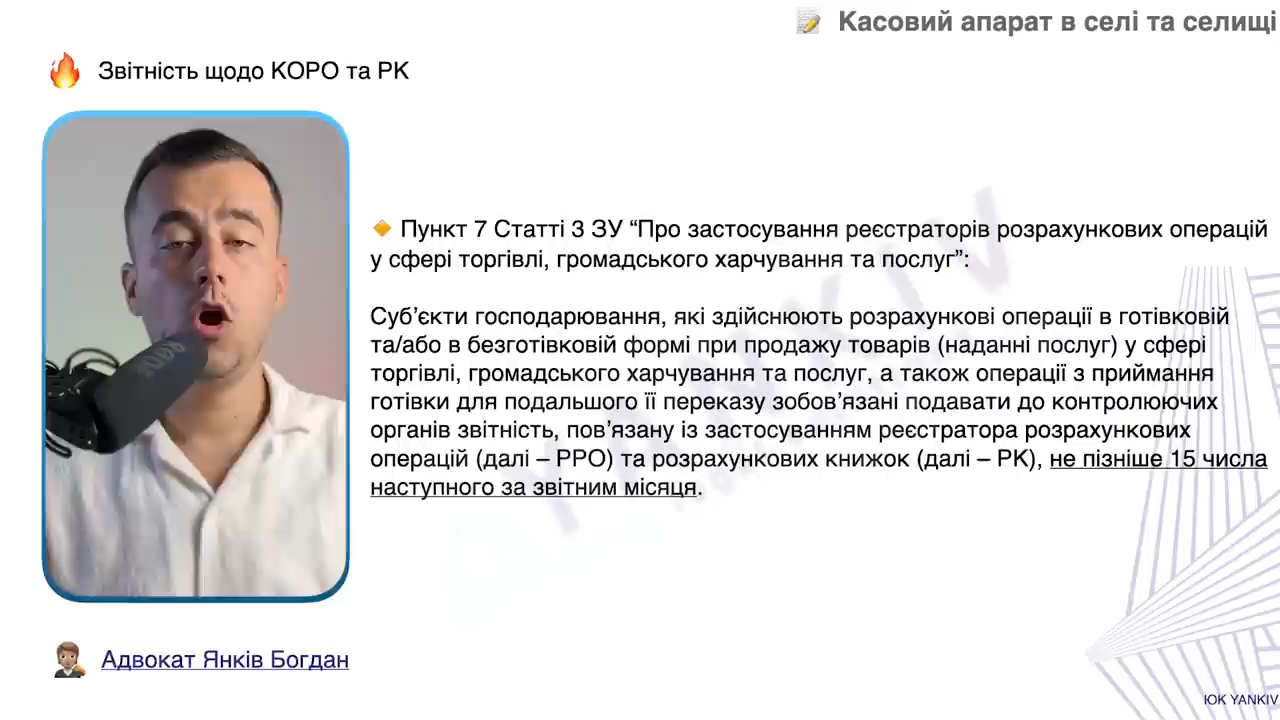 Касовий апарат в селі та селищі
Звітність щодо КОРО та РК
Пункт 7 Статті 3 ЗУ “Про застосування реєстраторів розрахункових операцій
у сфері торгівлі, громадського харчування та послуг”:
Суб’єкти господарювання, які здійснюють розрахункові операції в готівковій
та/або в безготівковій формі при продажу товарів (наданні послуг) у сфері
торгівлі, громадського харчування та послуг, а також операції з приймання
готівки для подальшого її переказу зобов’язані подавати до контролюючих
органів звітність, пов’язану із застосуванням реєстратора розрахункових
операцій (далі – РРО) та розрахункових книжок (далі – РК), не пізніше 15 числа
наступного за звітним місяця.
Адвокат Янків Богдан
ЮК YANKIV